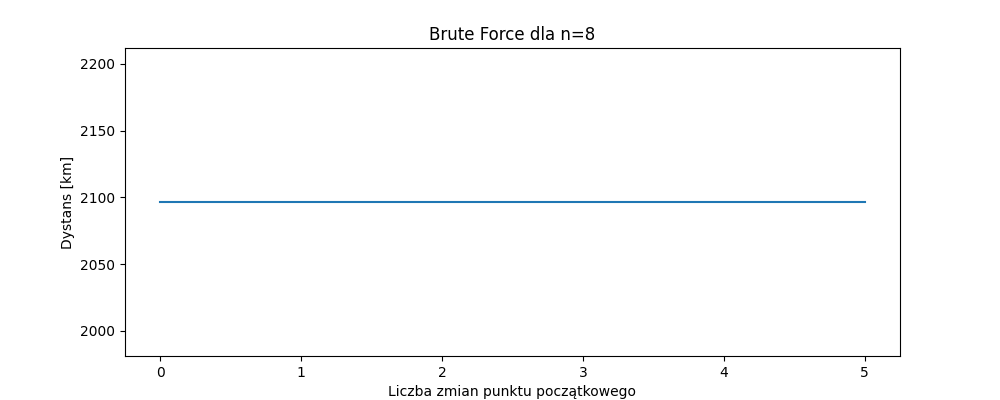 Brute Force dla n=8
Dystans [km]
2200
2150
2100
2050
2000
0 1 2 3 4 5
Liczba zmian punktu początkowego